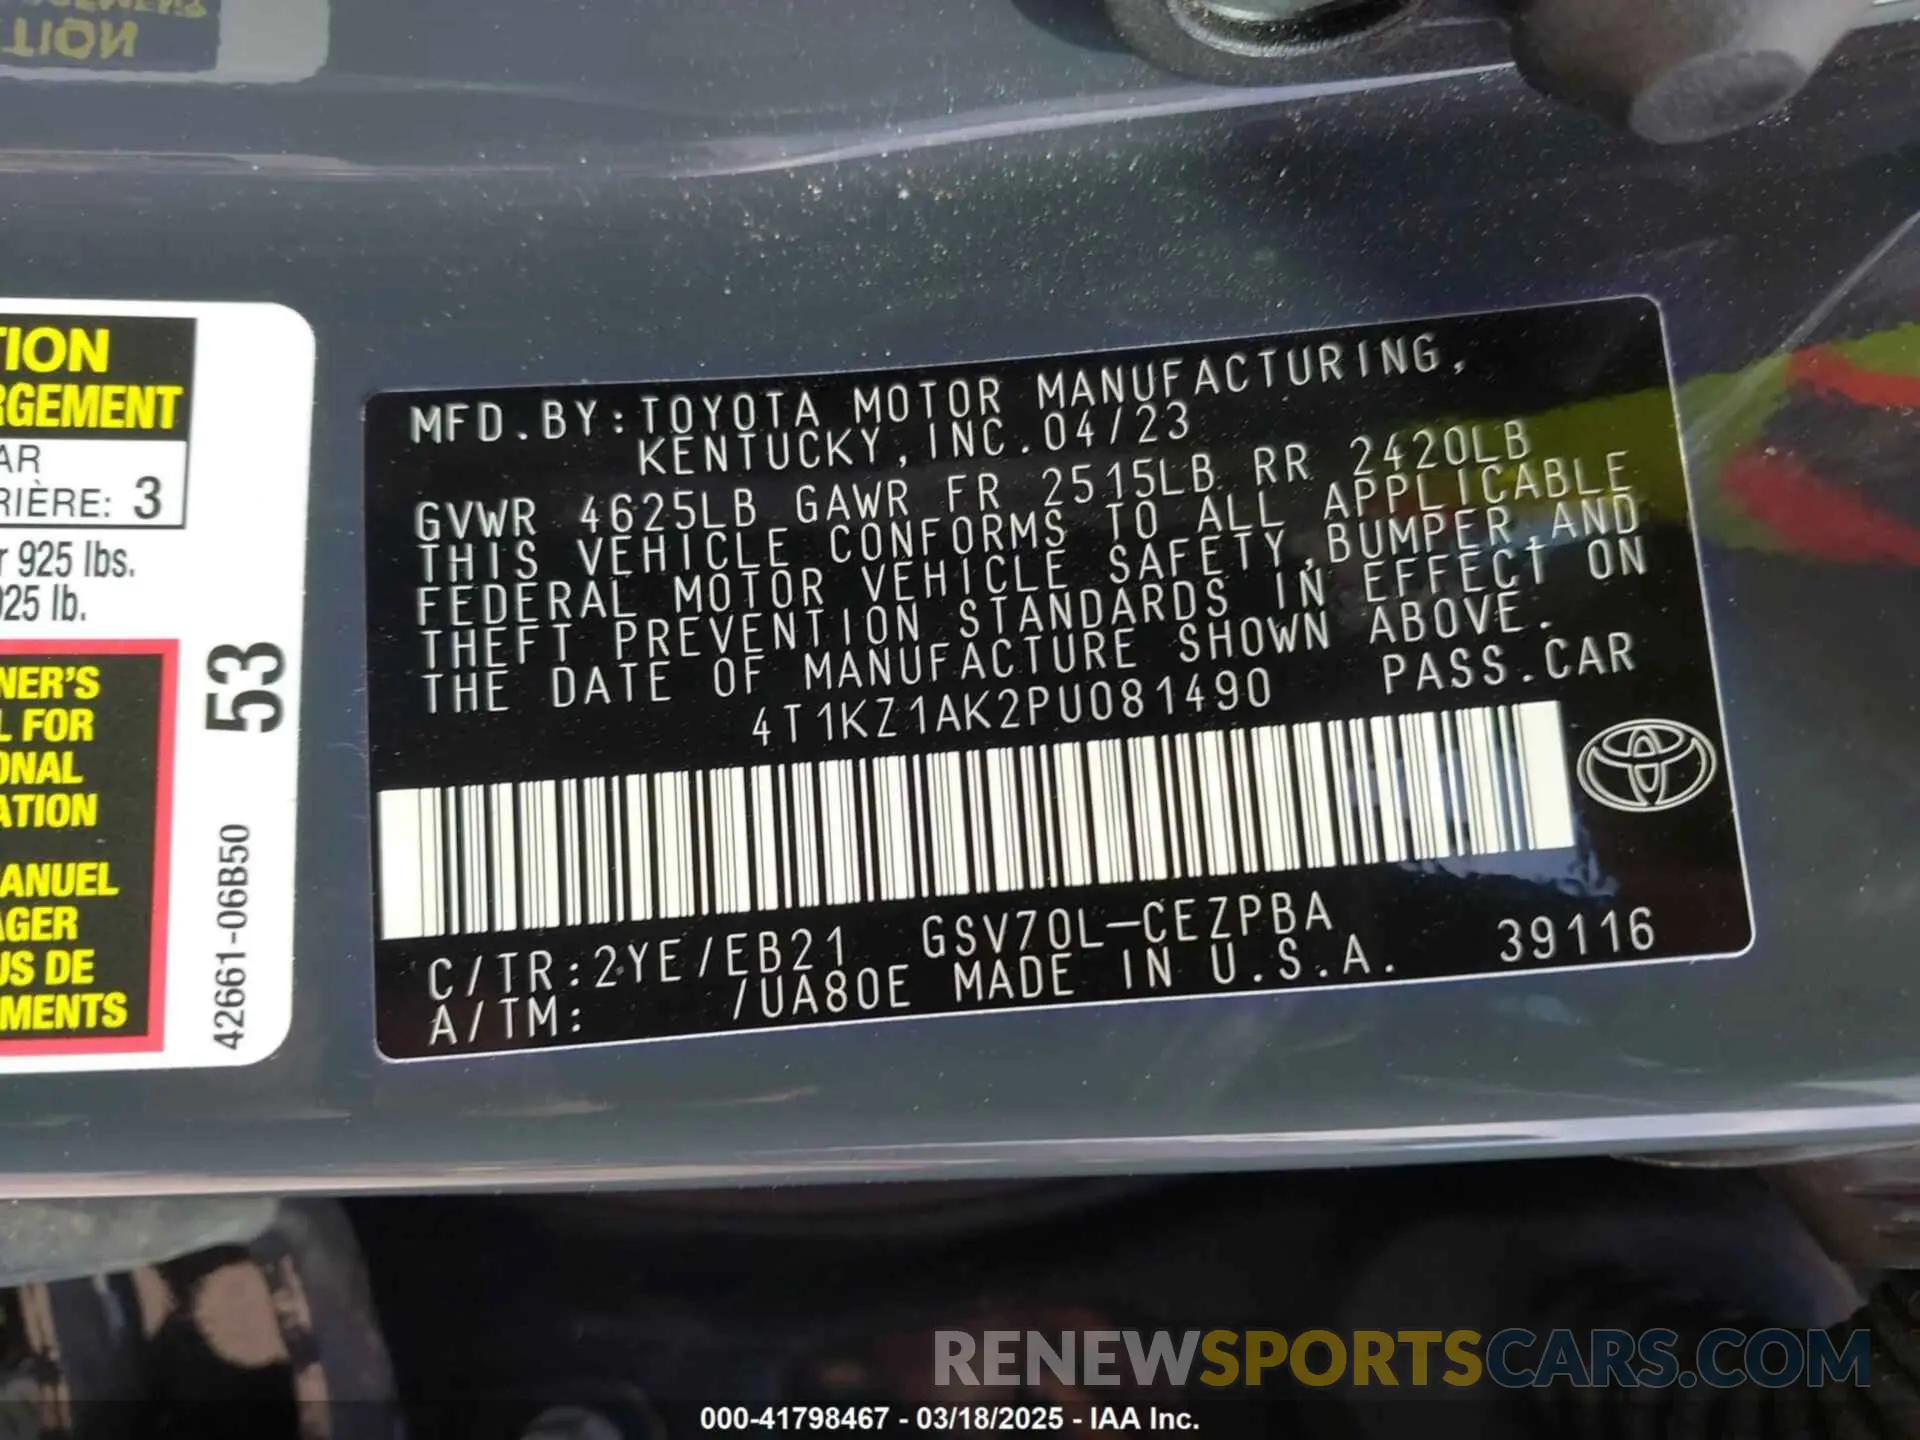 TION
TION
RGEMENT
AR
RIÈRE: 3
r 925 lbs.
025 lb.
NER'S
L FOR
ONAL
ATION
ANUEL
AGER
US DE
MENTS
53
42661-06B50
MFD.BY:TOYOTA MOTOR MANUFACTURING,
KENTUCKY,INC.04/23
GVWR 4625LB GAWR FR 2515LB RR 2420LB
THIS VEHICLE CONFORMS TO ALL APPLICABLE
FEDERAL MOTOR VEHICLE SAFETY,BUMPER,AND
THEFT PREVENTION STANDARDS IN EFFECT ON
THE DATE OF MANUFACTURE SHOWN ABOVE.
4T1KZ1AK2PU081490 PASS.CAR
C/TR:2YE/EB21 GSV70L-CEZPBA
A/TM: /UA80E MADE IN U.S.A. 39116
RENEWSPORTSCARS.COM
000-41798467 - 03/18/2025 - IAA Inc.